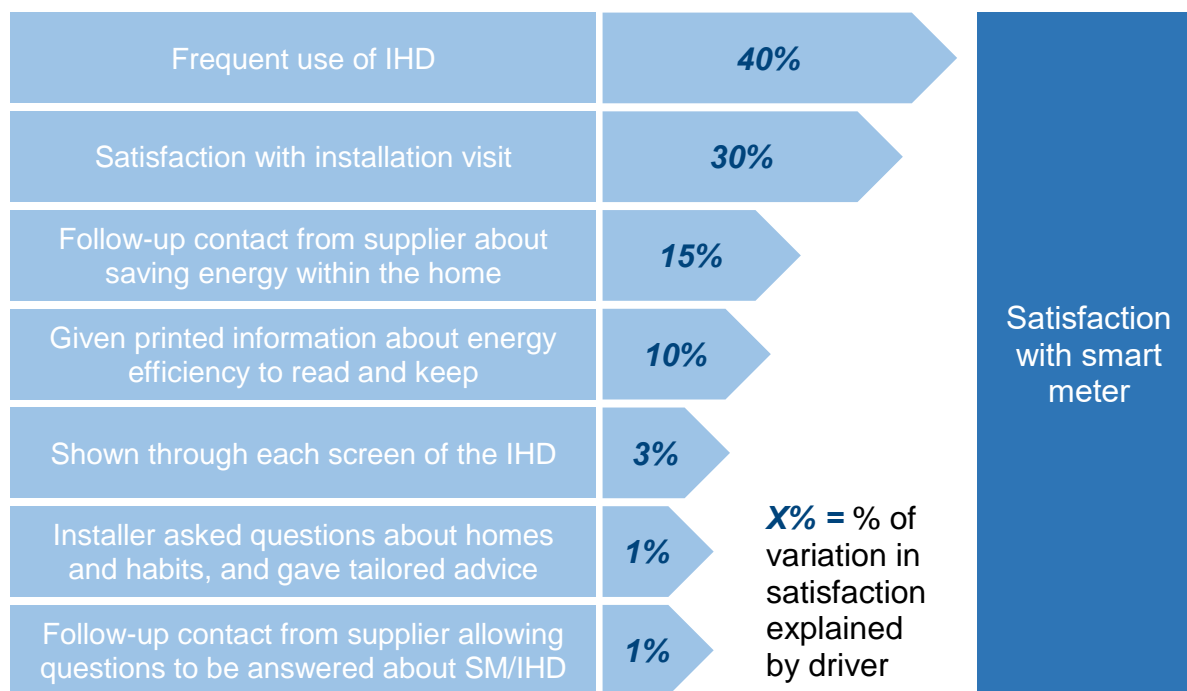 Frequent use of IHD
40%
Satisfaction with installation visit
30%
Follow-up contact from supplier about
saving energy within the home
15%
Given printed information about energy
efficiency to read and keep
10%
Shown through each screen of the IHD
3%
Installer asked questions about homes
and habits, and gave tailored advice
1%
Follow-up contact from supplier allowing
questions to be answered about SM/IHD
1%
X% = % of
variation in
satisfaction
explained
by driver
Satisfaction
with smart
meter